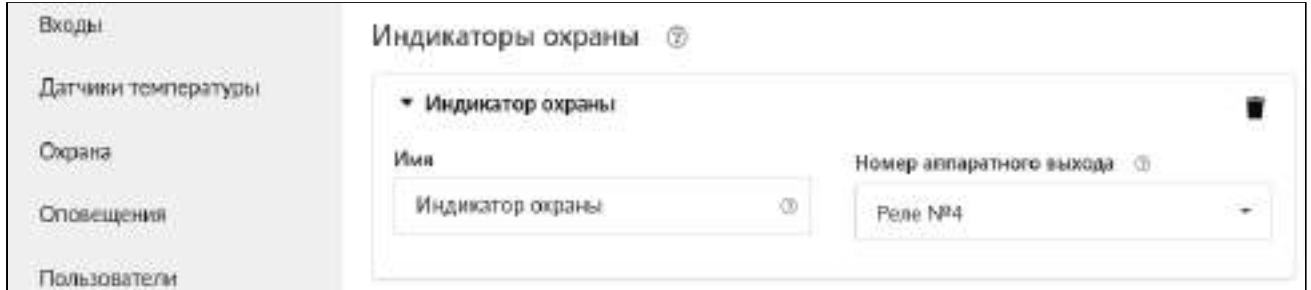 Входы
Датчики температуры
Охрана
Оповещения
Пользователи
Индикаторы охраны
Индикатор охраны
Имя
Индикатор охраны
Номер аппаратного выхода
Реле №4